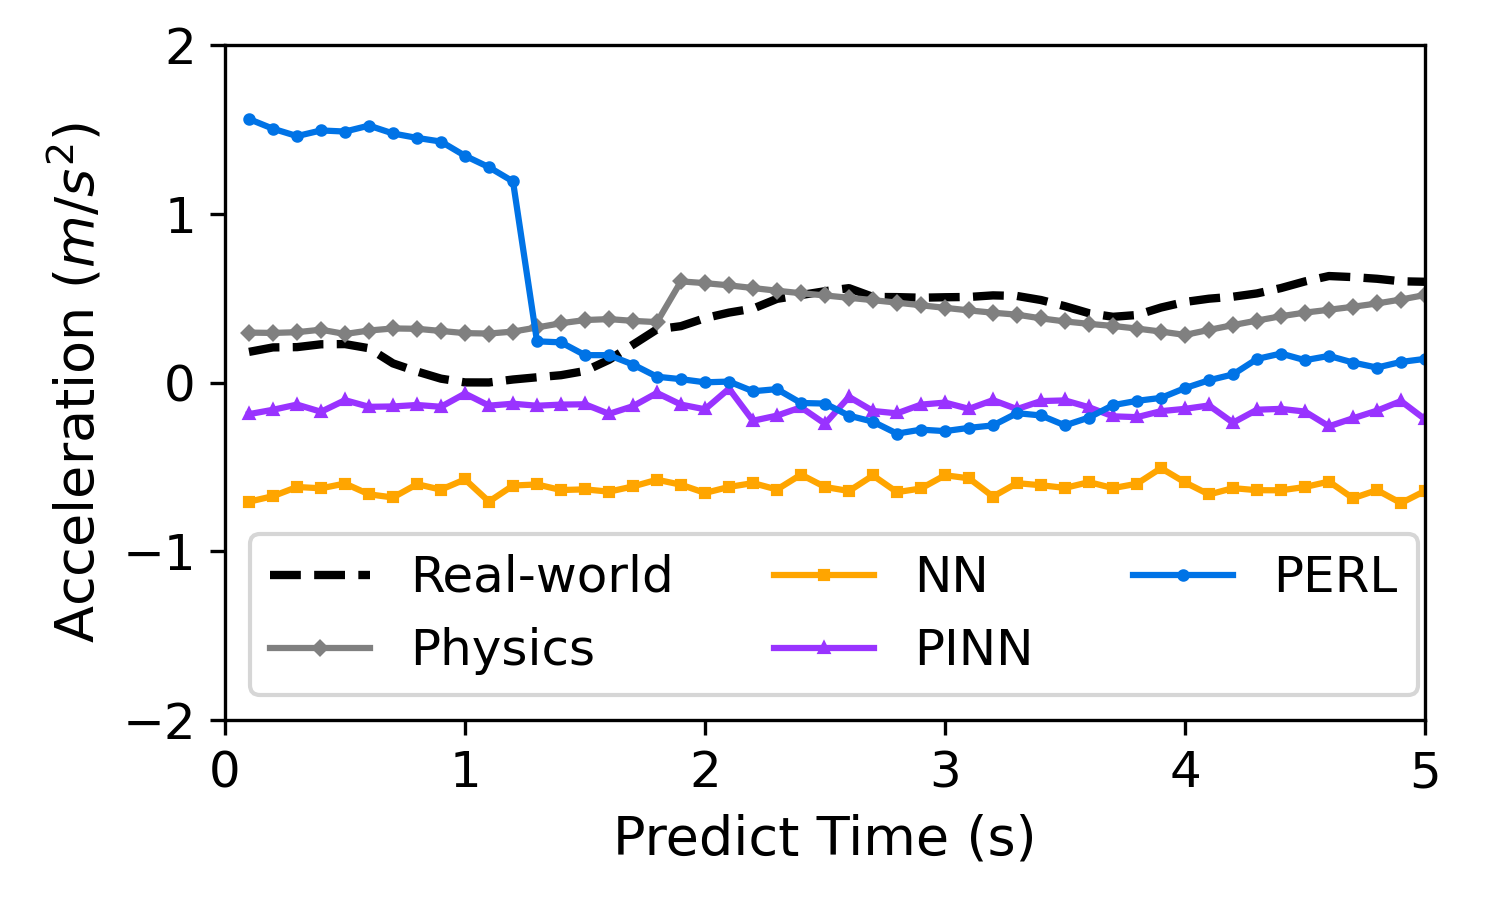 2
1
0
−1
−2
Acceleration (m/s²)
Real-world
Physics
NN
PINN
PERL
0 1 2 3 4 5
Predict Time (s)